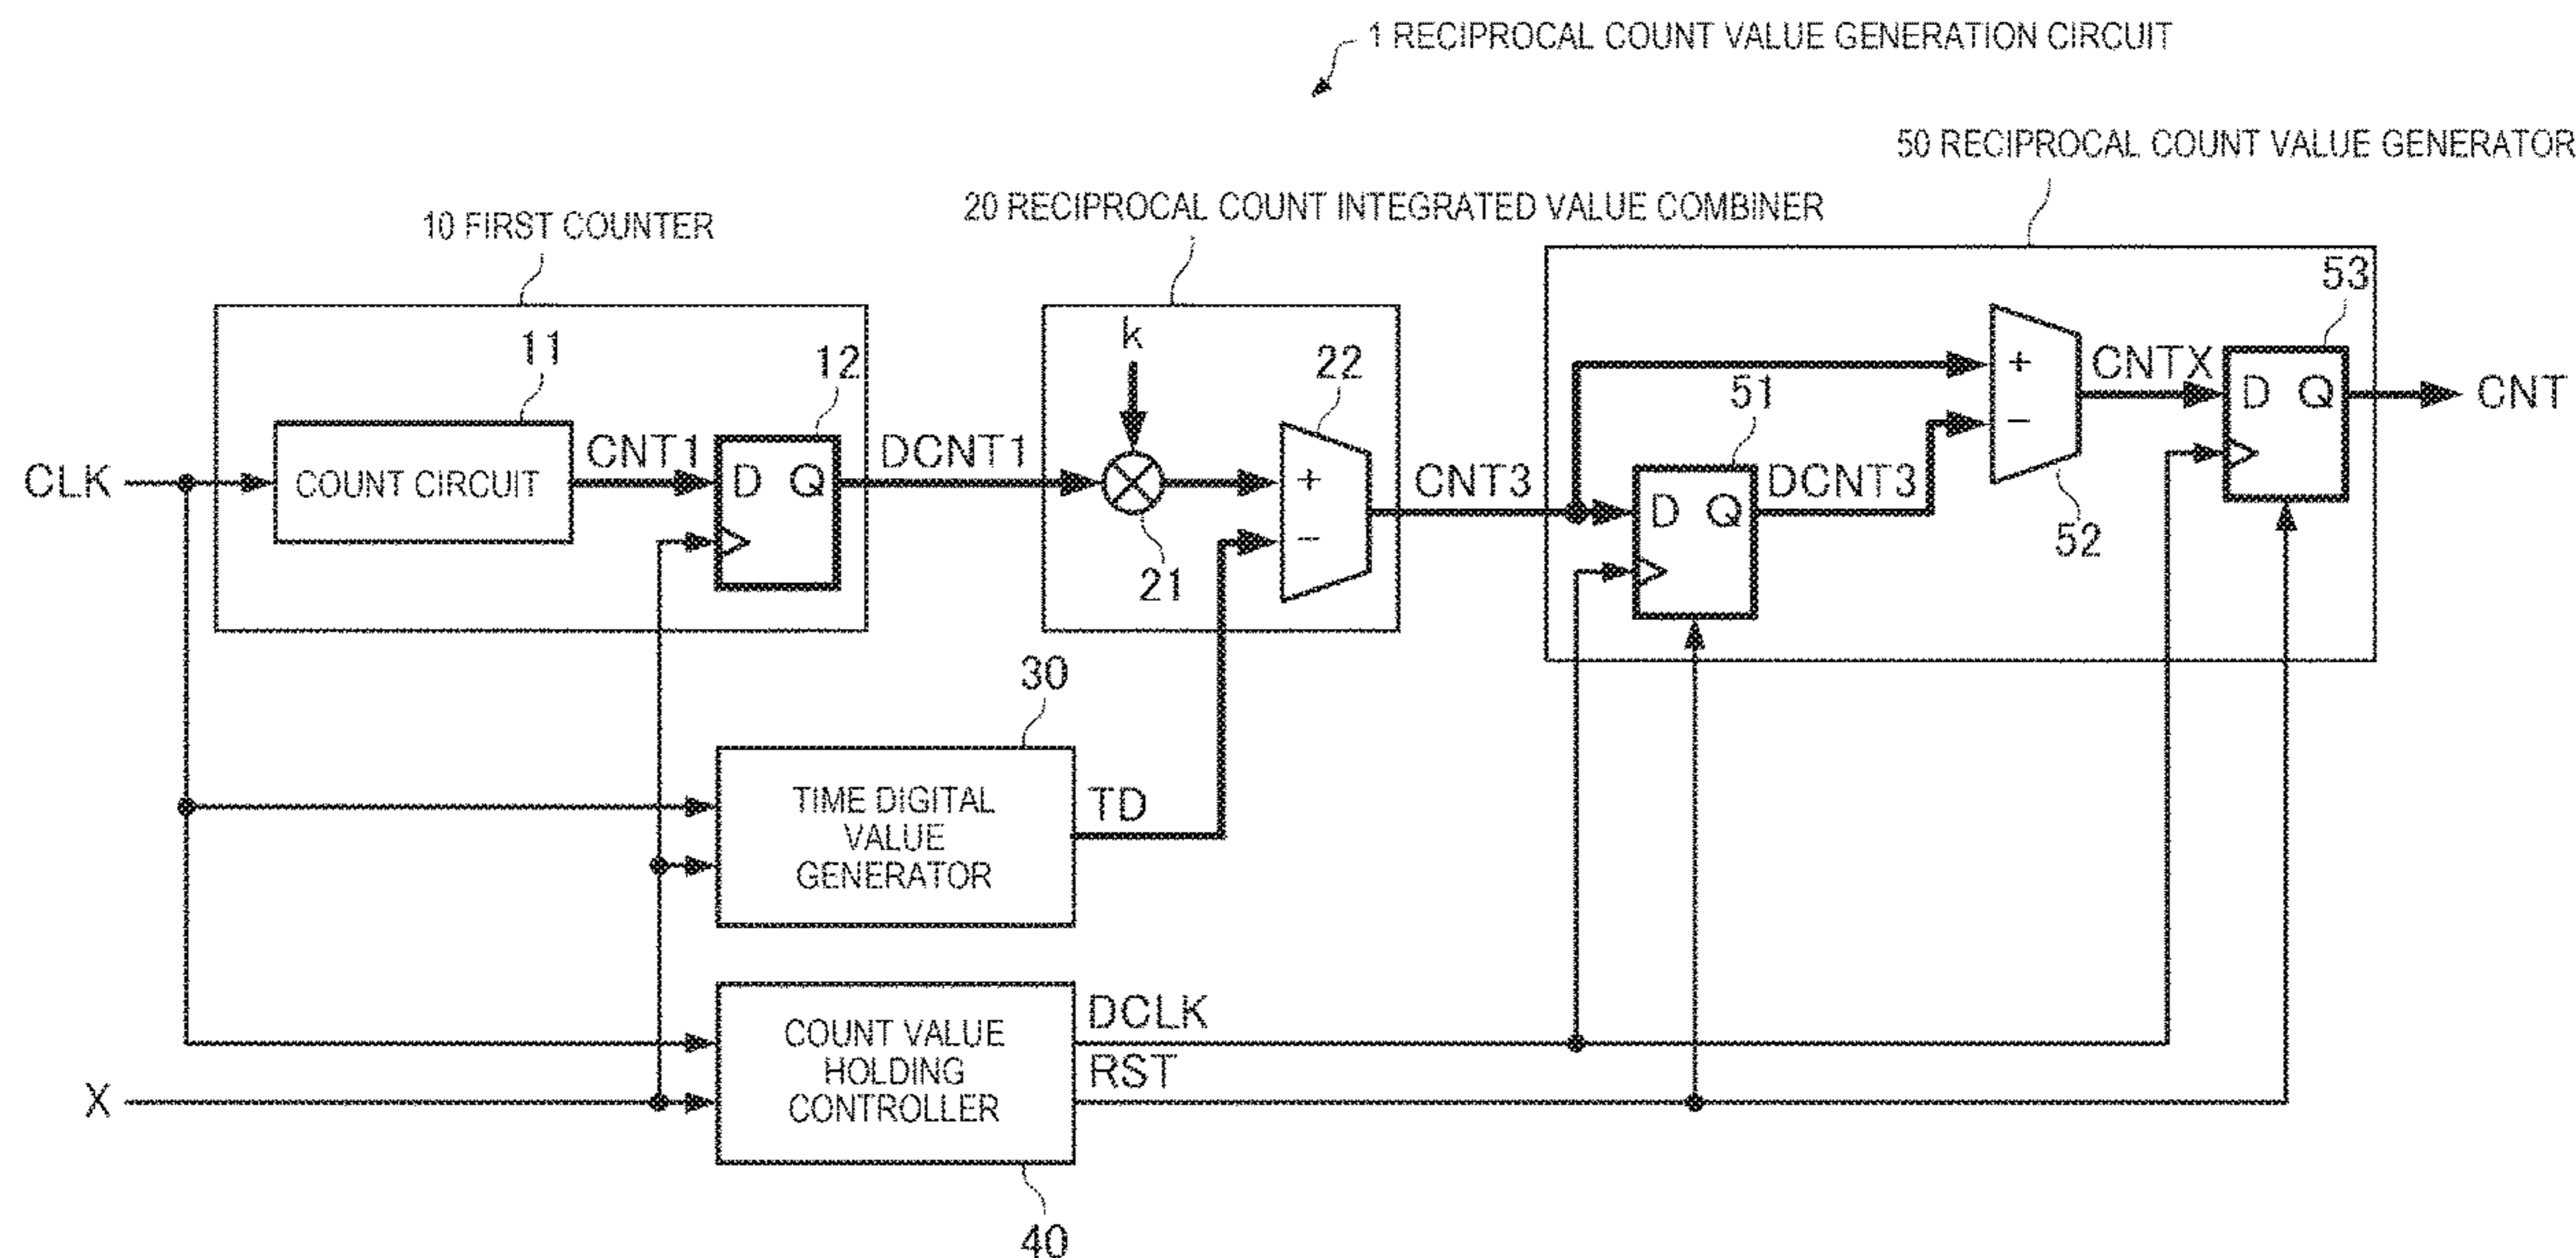 1 RECIPROCAL COUNT VALUE GENERATION CIRCUIT
50 RECIPROCAL COUNT VALUE GENERATOR
20 RECIPROCAL COUNT INTEGRATED VALUE COMBINER
10 FIRST COUNTER
53
11
12
k
22
51
CNTX
D Q
CNT
CLK
COUNT CIRCUIT
CNT1
D Q
DCNT1
+
−
21
CNT3
D Q
DCNT3
+
−
52
30
TIME DIGITAL
VALUE
GENERATOR
TD
COUNT VALUE
HOLDING
CONTROLLER
DCLK
RST
X
40